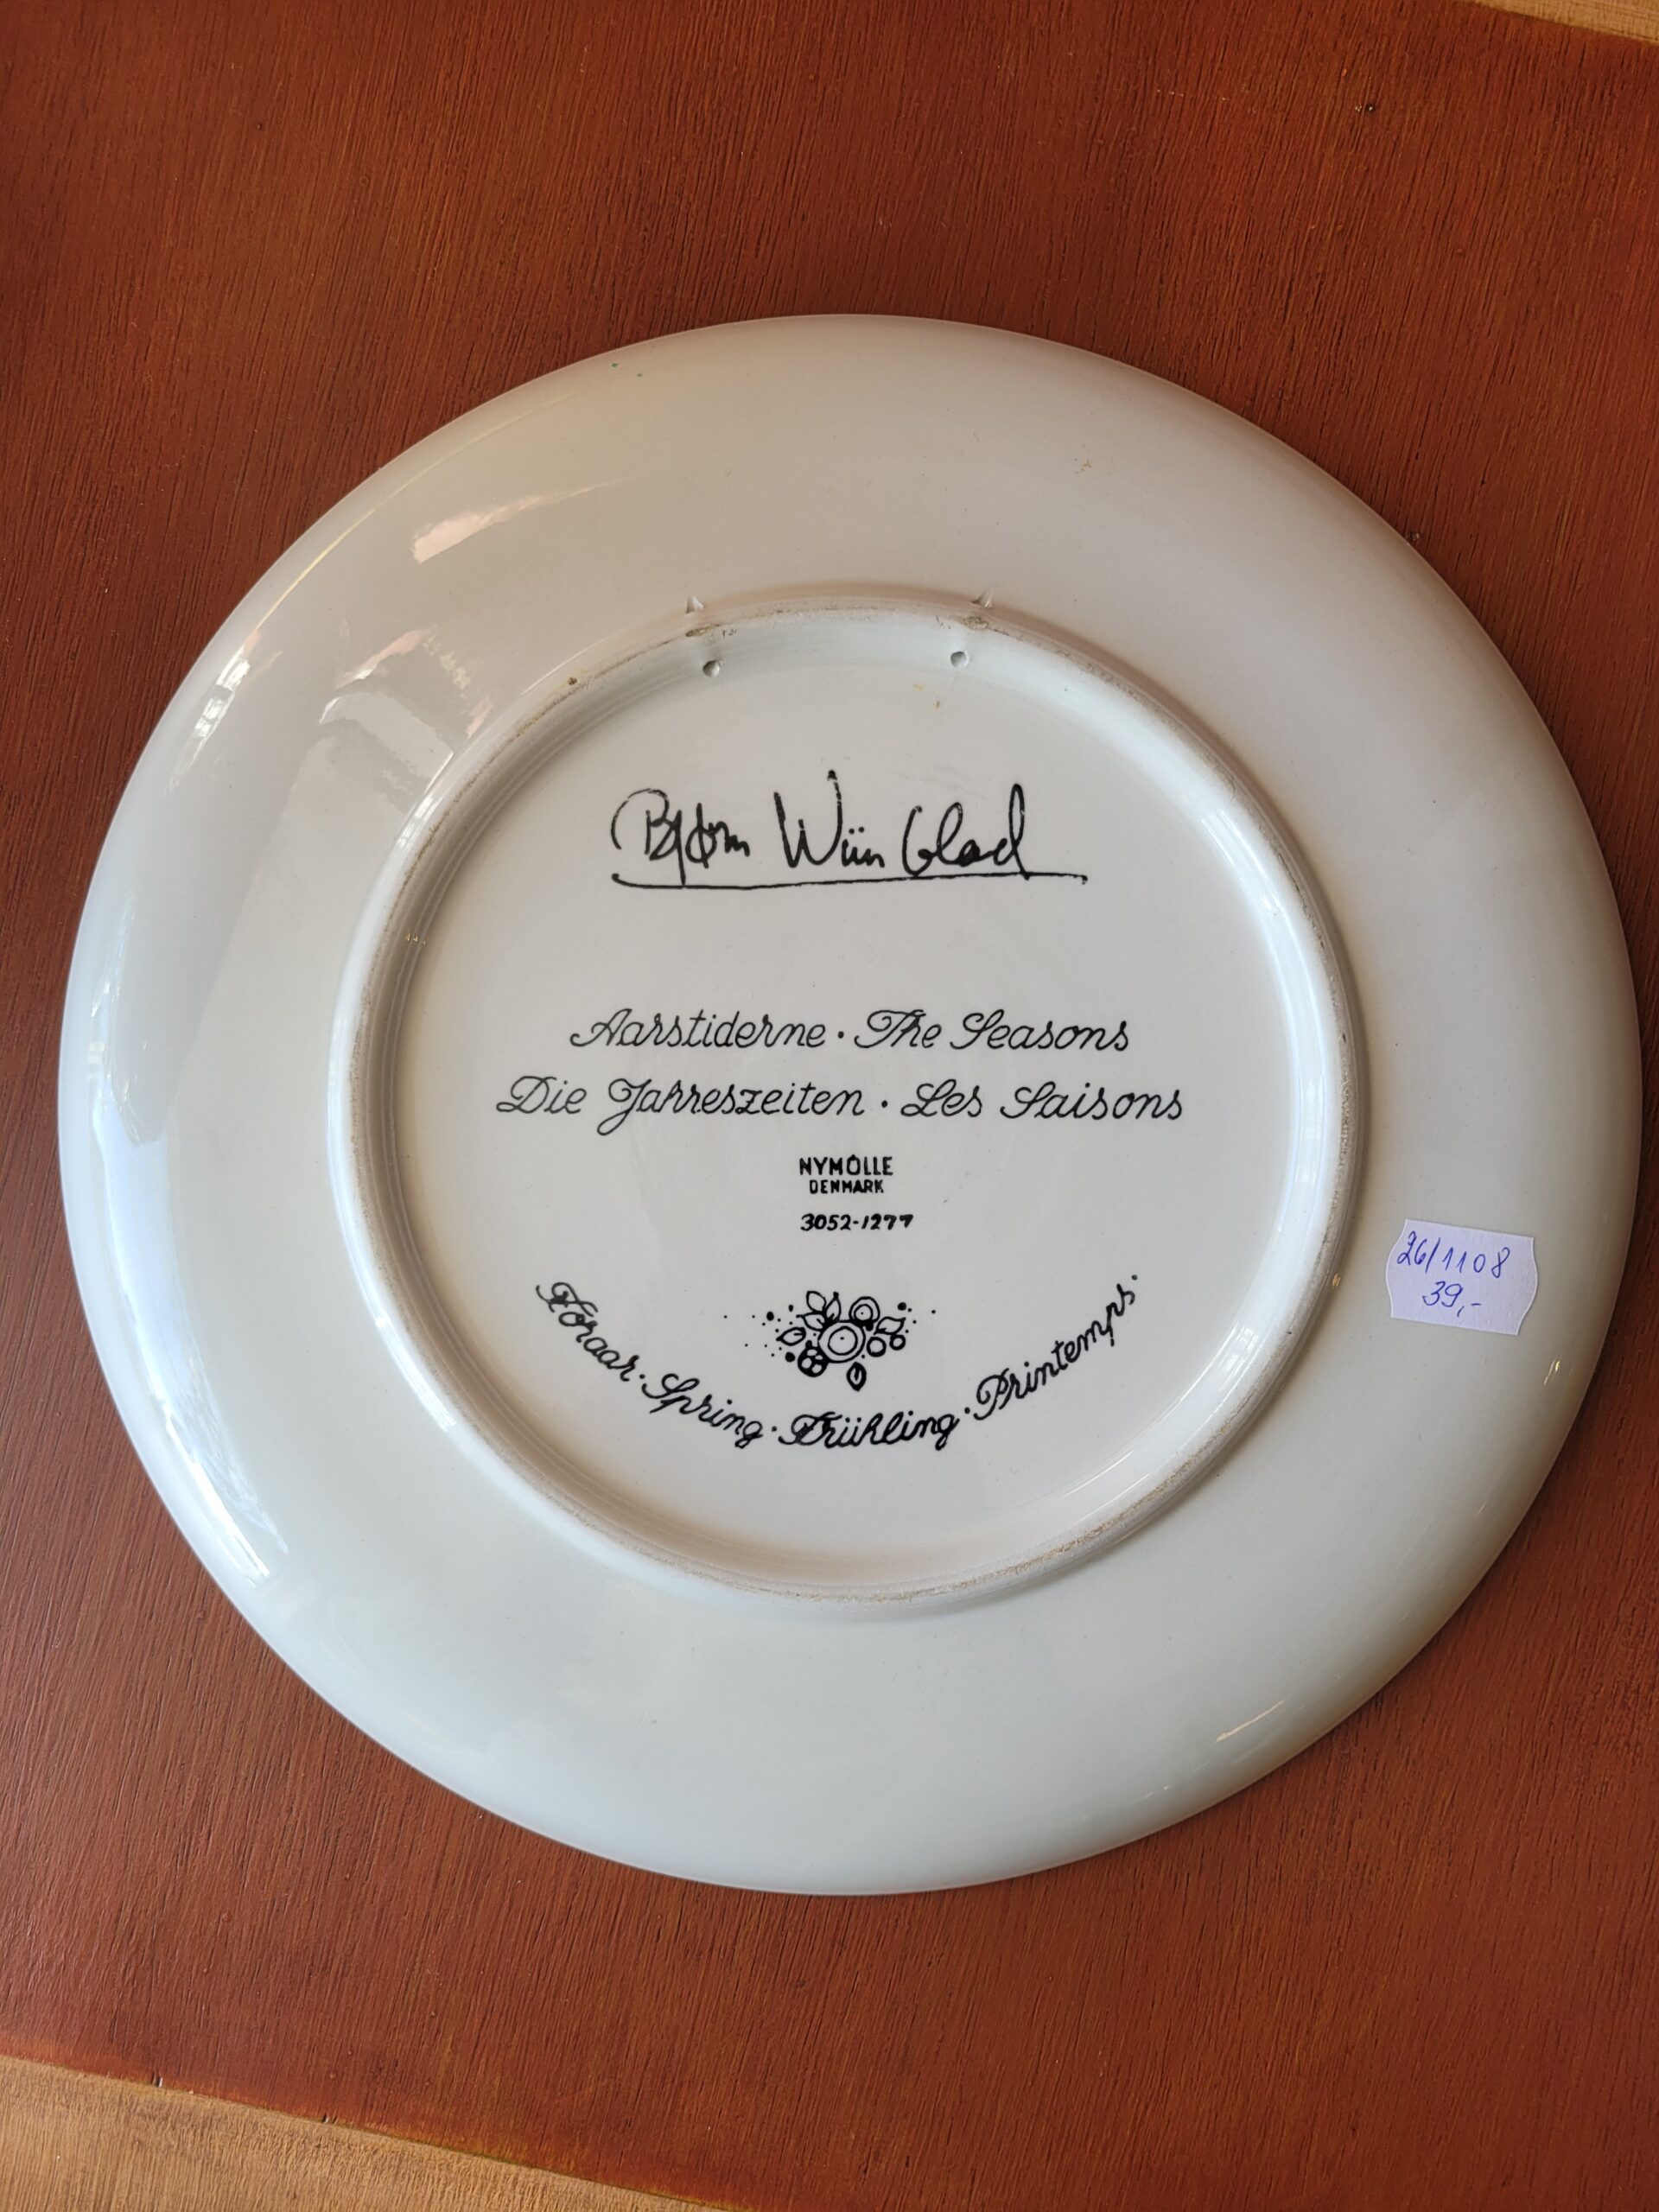 Bjørn Wiinblad
Aarstiderne · The Seasons
Die Jahreszeiten · Les Saisons
NYMÖLLE
DENMARK
3052-1277
Foraar · Spring · Frühling · Printemps ·
26/1108
39,-